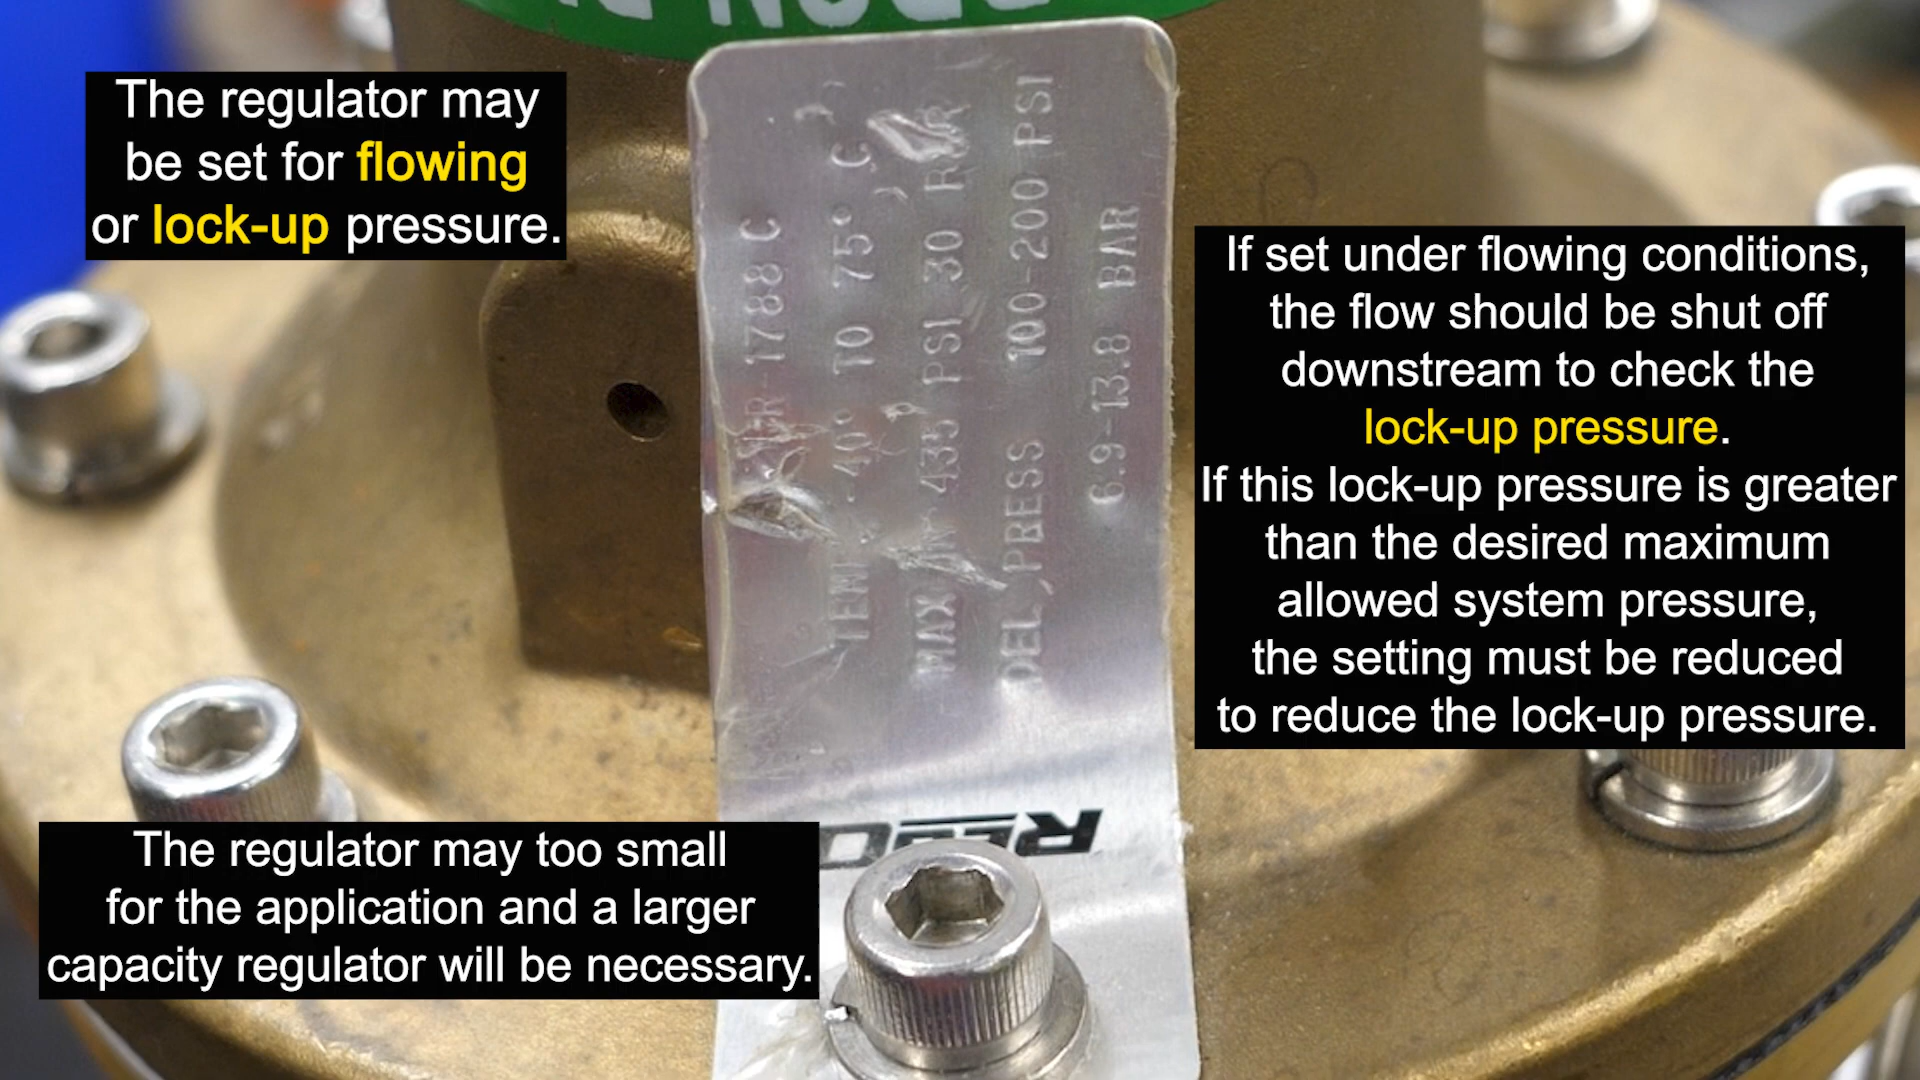 The regulator may
be set for flowing
or lock-up pressure.
If set under flowing conditions,
the flow should be shut off
downstream to check the
lock-up pressure.
If this lock-up pressure is greater
than the desired maximum
allowed system pressure,
the setting must be reduced
to reduce the lock-up pressure.
The regulator may too small
for the application and a larger
capacity regulator will be necessary.
-1788 C
-40° TO 75° C
MAX 435 PSI 30
DEL, PRESS 100-200 PSI
6.9-13.8 BAR